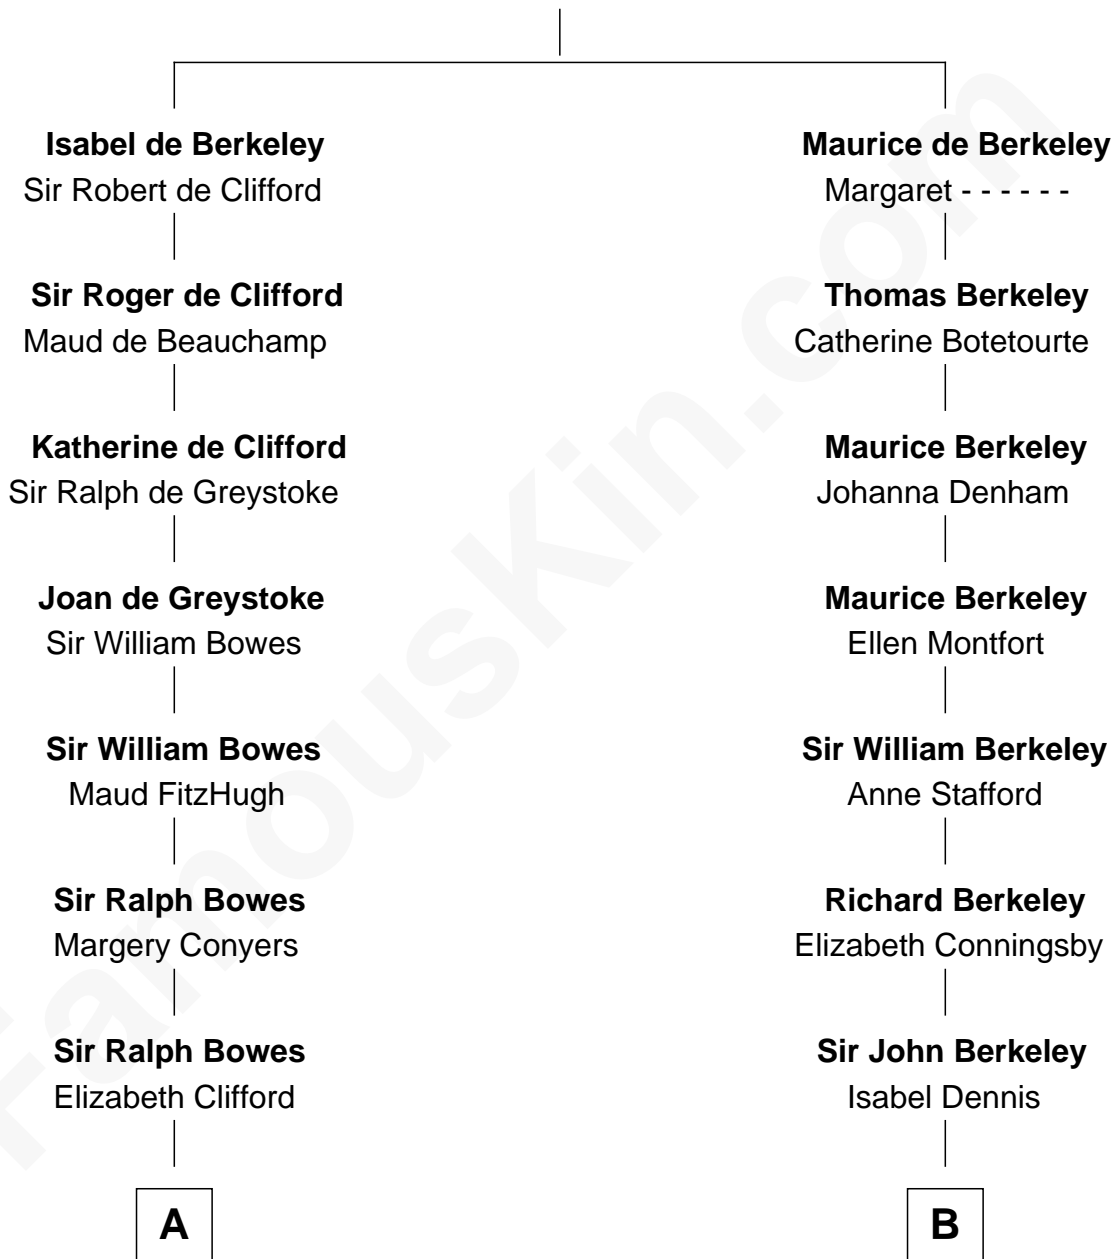 Isabel de Berkeley
Sir Robert de Clifford
Sir Roger de Clifford
Maud de Beauchamp
Katherine de Clifford
Sir Ralph de Greystoke
Joan de Greystoke
Sir William Bowes
Sir William Bowes
Maud FitzHugh
Sir Ralph Bowes
Margery Conyers
Sir Ralph Bowes
Elizabeth Clifford
A
Maurice de Berkeley
Margaret - - - - - -
Thomas Berkeley
Catherine Botetourte
Maurice Berkeley
Johanna Denham
Maurice Berkeley
Ellen Montfort
Sir William Berkeley
Anne Stafford
Richard Berkeley
Elizabeth Conningsby
Sir John Berkeley
Isabel Dennis
B
FamousKin.com